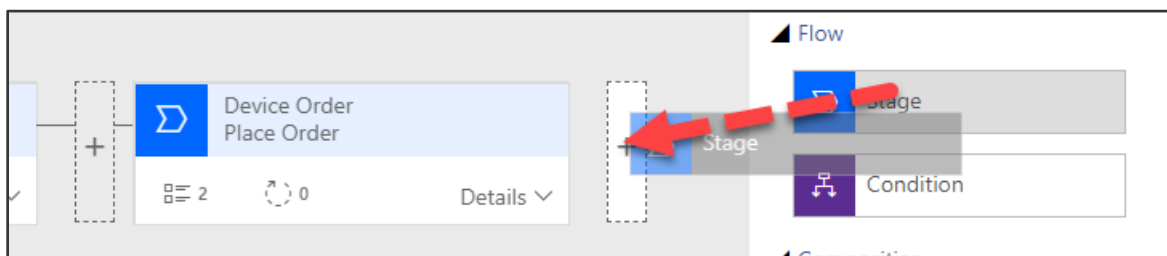 Flow
Device Order
Place Order
Stage
Stage
Condition
2
0
Details